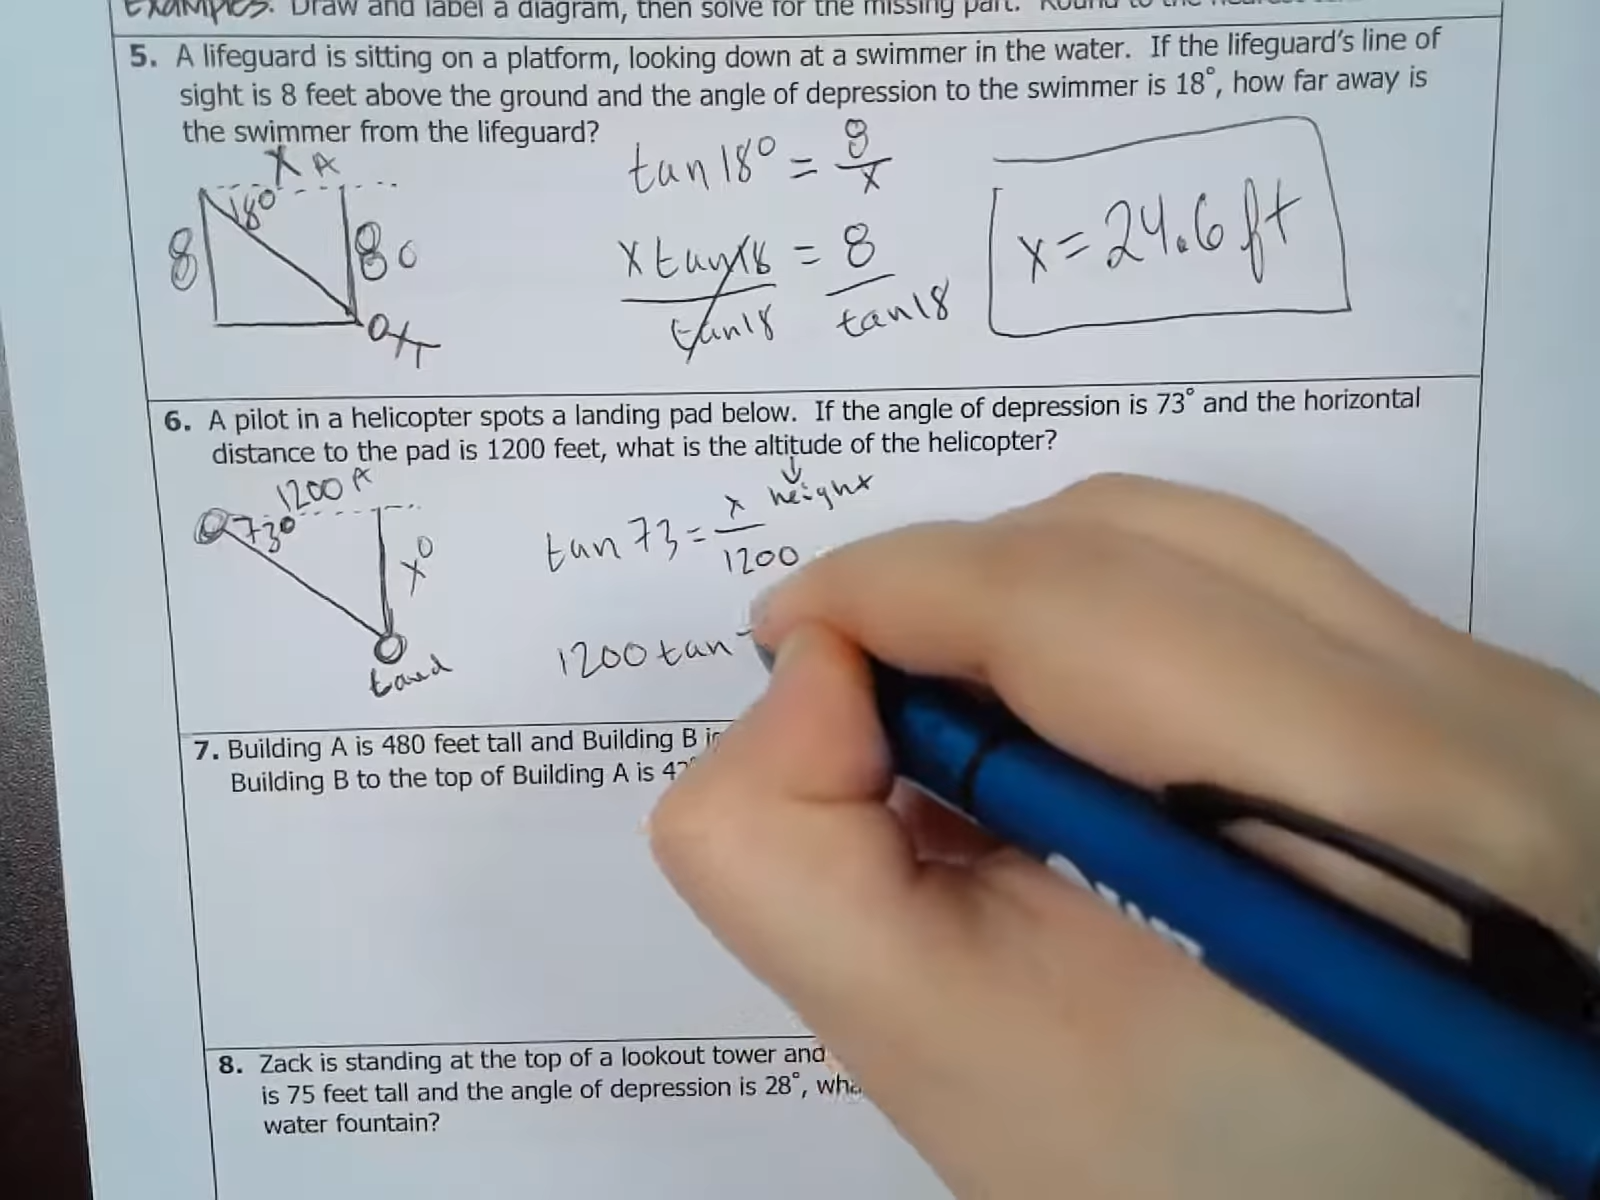 EXAMPLES: Draw and label a diagram, then solve for the missing part. Round to the nearest
5. A lifeguard is sitting on a platform, looking down at a swimmer in the water. If the lifeguard's line of
sight is 8 feet above the ground and the angle of depression to the swimmer is 18°, how far away is
the swimmer from the lifeguard?
x A
18°
8
8 O
tan 18° = 8/x
x tan 18 = 8
tan 18 tan 18
x = 24.6 ft
6. A pilot in a helicopter spots a landing pad below. If the angle of depression is 73° and the horizontal
distance to the pad is 1200 feet, what is the altitude of the helicopter?
height
1200 A
73°
x O
tan 73 = x/1200
1200 tan
7. Building A is 480 feet tall and Building B
Building B to the top of Building A is
8. Zack is standing at the top of a lookout tower and
is 75 feet tall and the angle of depression is 28°,
water fountain?